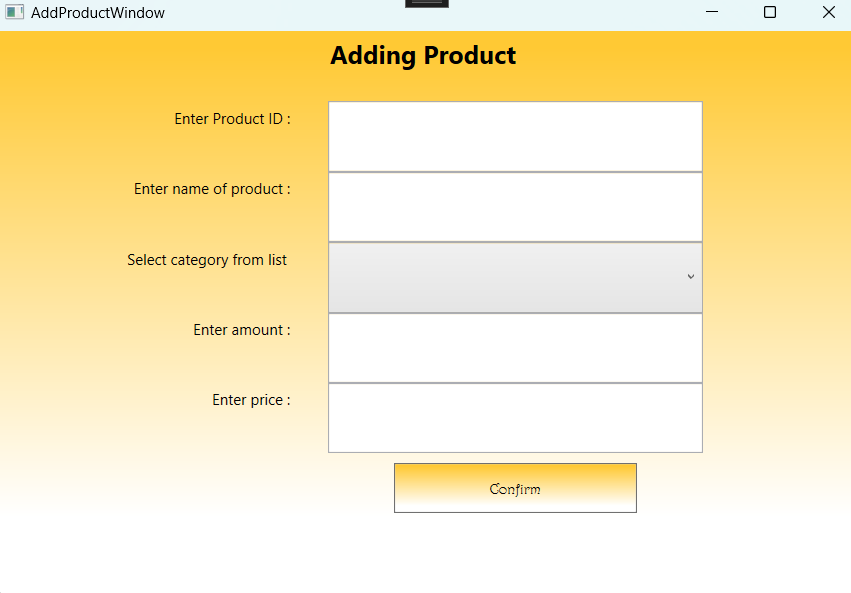 AddProductWindow
Adding Product
Enter Product ID :
Enter name of product :
Select category from list
Enter amount :
Enter price :
Confirm